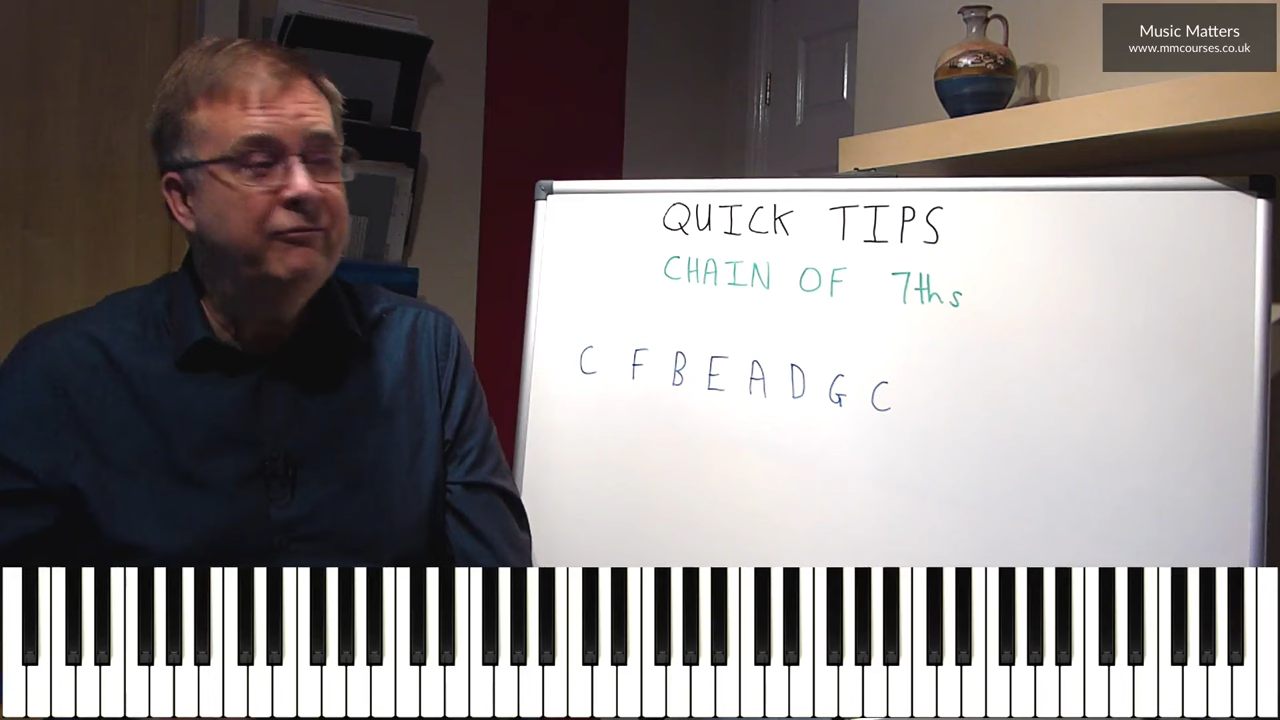 Music Matters
www.mmcourses.co.uk
QUICK TIPS
CHAIN OF 7ths
C F B E A D G C